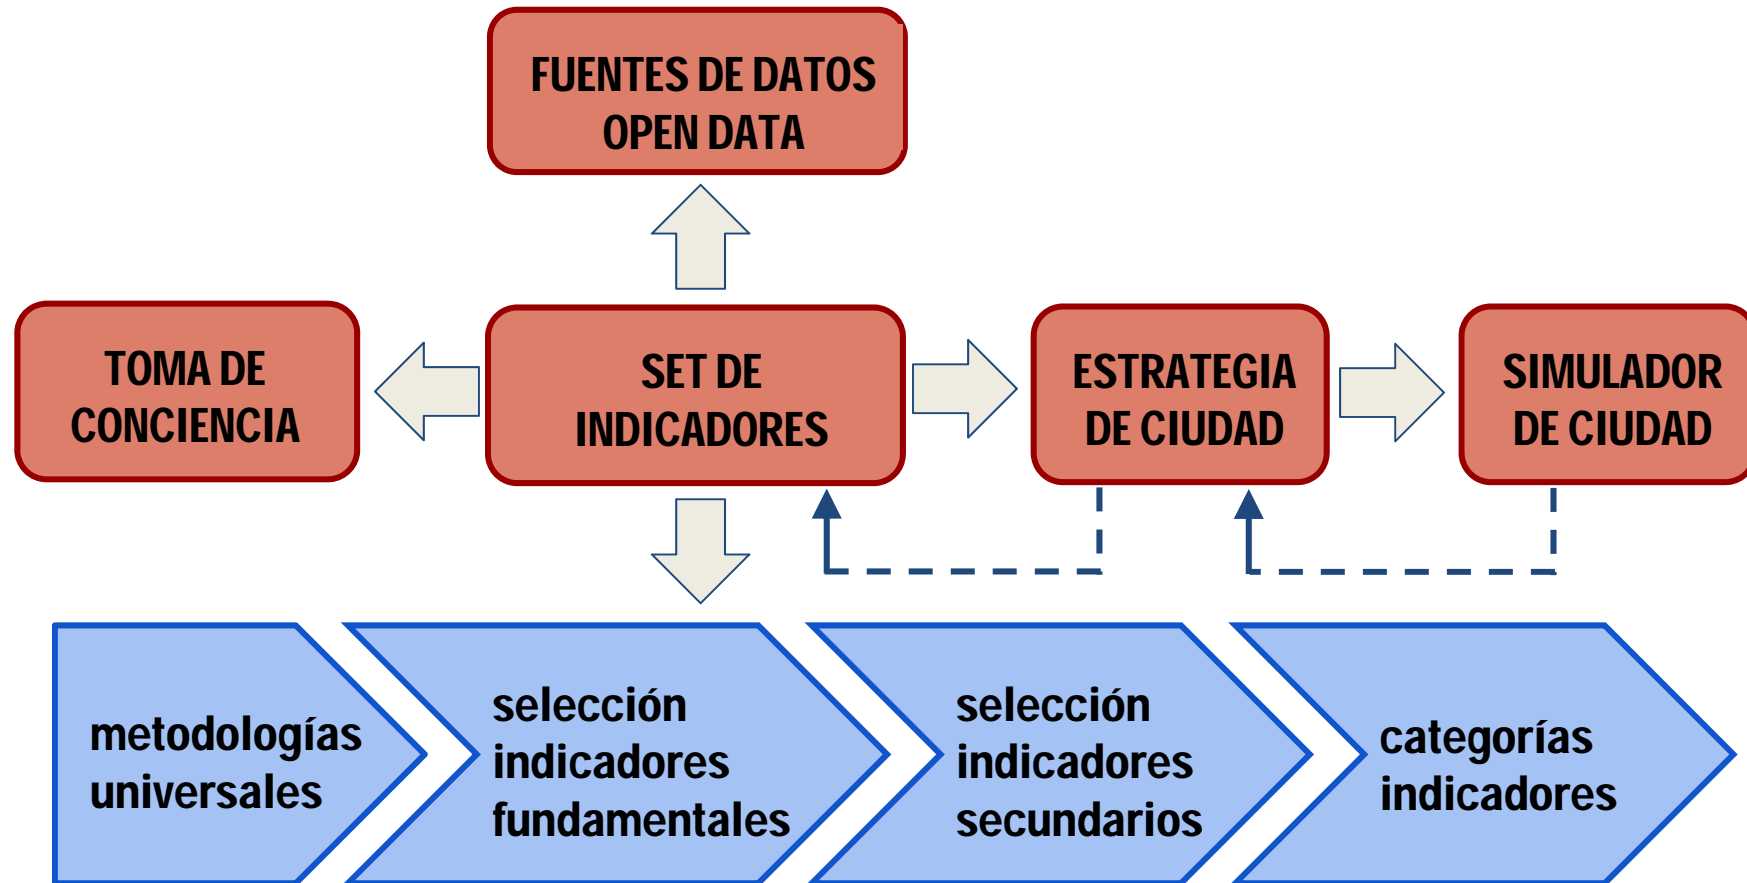 FUENTES DE DATOS
OPEN DATA
TOMA DE
CONCIENCIA
SET DE
INDICADORES
ESTRATEGIA
DE CIUDAD
SIMULADOR
DE CIUDAD
metodologías
universales
selección
indicadores
fundamentales
selección
indicadores
secundarios
categorías
indicadores